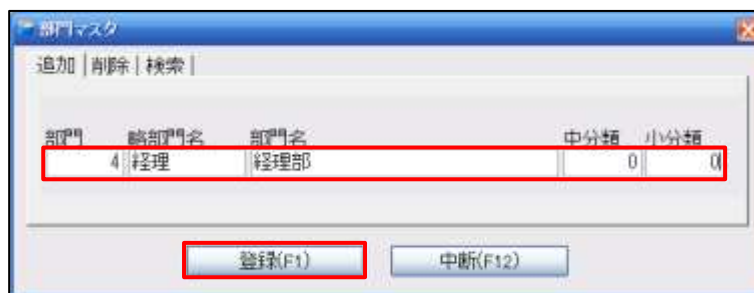 部門マスタ
追加 | 削除 | 検索 |
部門 略部門名 部門名 中分類 小分類
4 経理 経理部 0 0
登録(F1) 中断(F12)